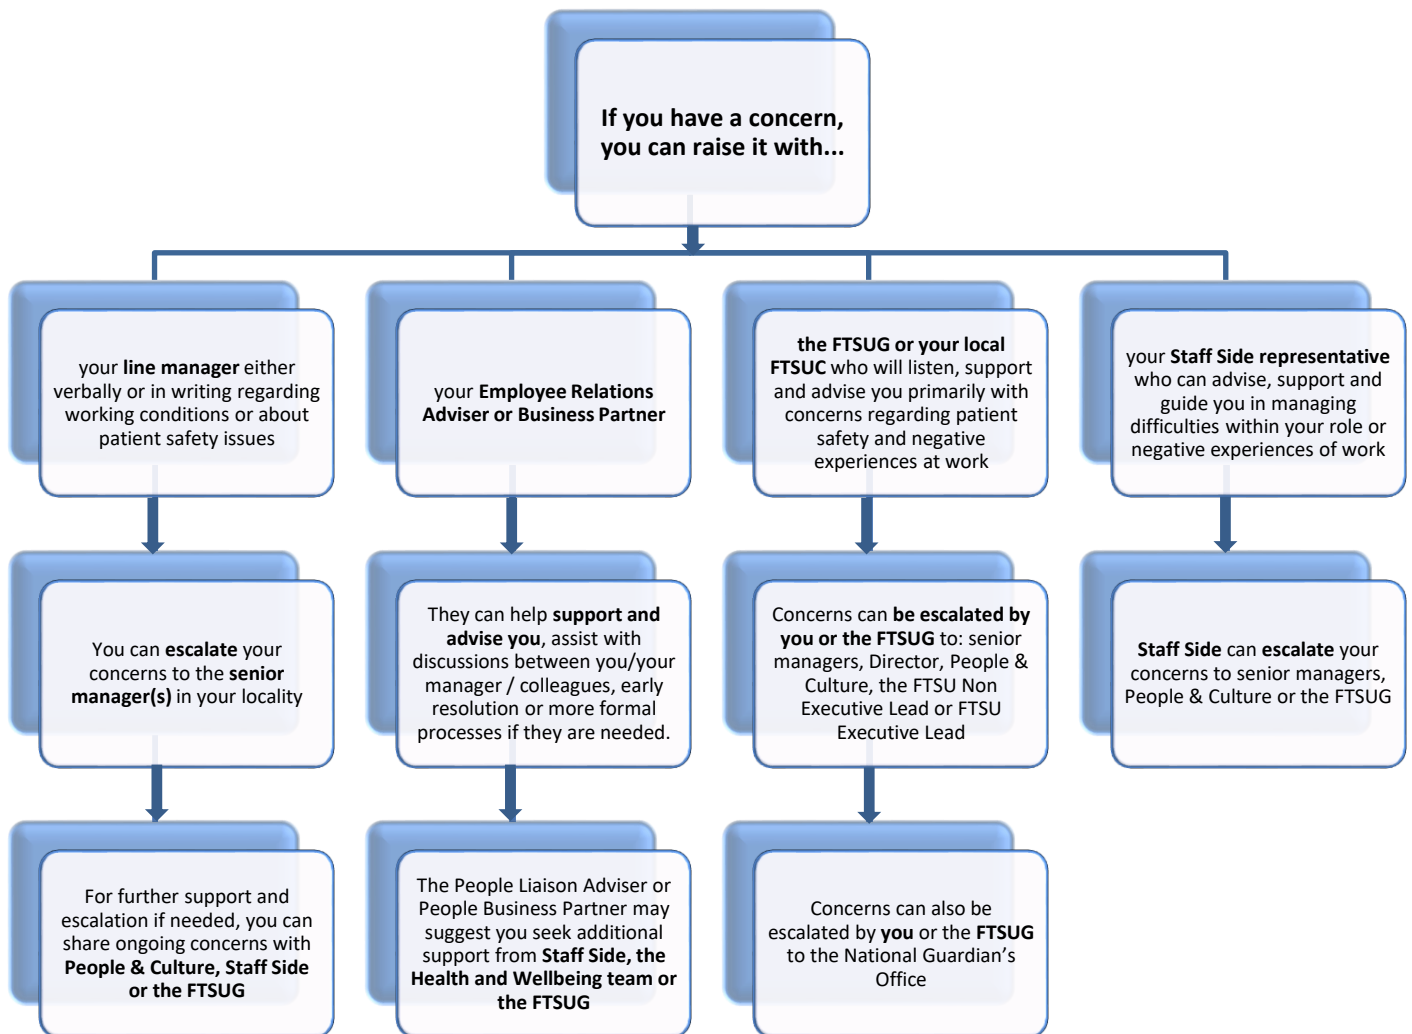 If you have a concern,
you can raise it with...
your line manager either
verbally or in writing regarding
working conditions or about
patient safety issues
your Employee Relations
Adviser or Business Partner
the FTSUG or your local
FTSUC who will listen, support
and advise you primarily with
concerns regarding patient
safety and negative
experiences at work
your Staff Side representative
who can advise, support and
guide you in managing
difficulties within your role or
negative experiences of work
You can escalate your
concerns to the senior
manager(s) in your locality
They can help support and
advise you, assist with
discussions between you/your
manager / colleagues, early
resolution or more formal
processes if they are needed.
Concerns can be escalated by
you or the FTSUG to: senior
managers, Director, People &
Culture, the FTSU Non
Executive Lead or FTSU
Executive Lead
Staff Side can escalate your
concerns to senior managers,
People & Culture or the FTSUG
For further support and
escalation if needed, you can
share ongoing concerns with
People & Culture, Staff Side
or the FTSUG
The People Liaison Adviser or
People Business Partner may
suggest you seek additional
support from Staff Side, the
Health and Wellbeing team or
the FTSUG
Concerns can also be
escalated by you or the FTSUG
to the National Guardian’s
Office